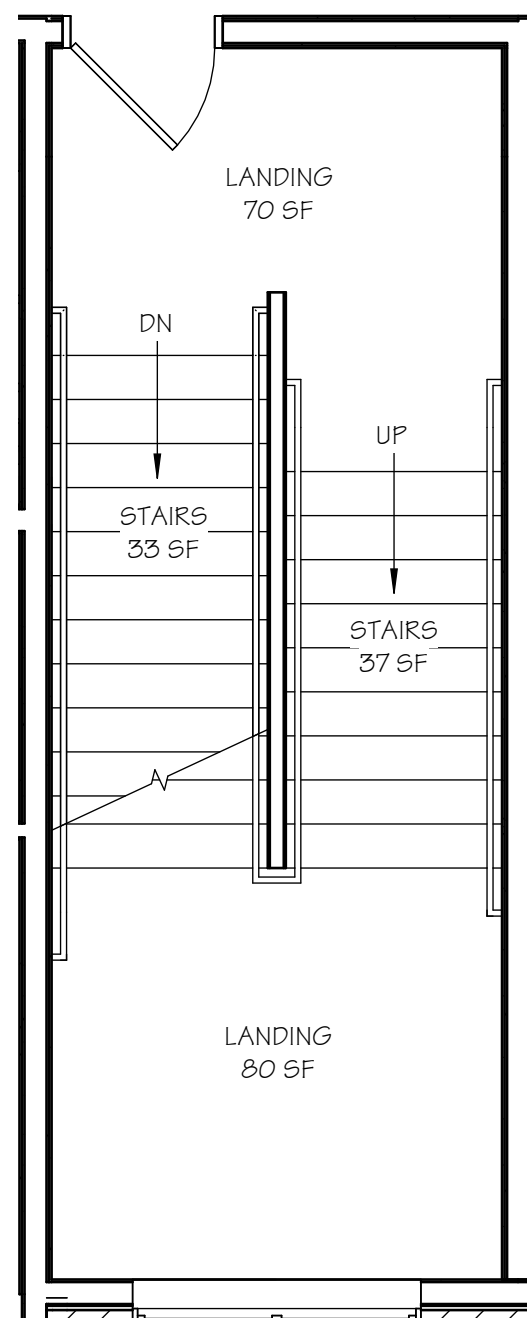 LANDING
70 SF
DN
UP
STAIRS
33 SF
STAIRS
37 SF
LANDING
80 SF